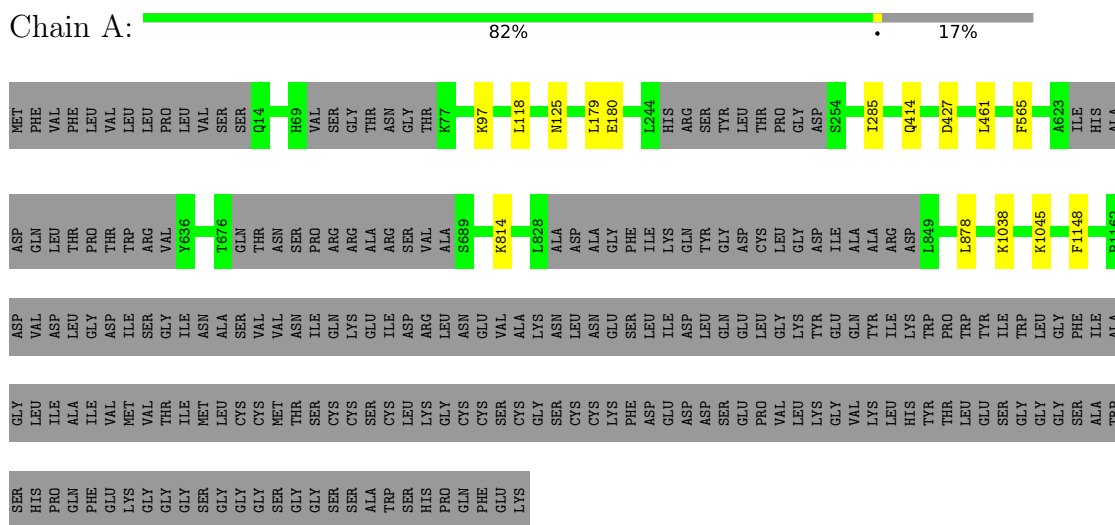 Chain A:
82%
•
17%
MET PHE VAL PHE LEU VAL LEU LEU PRO LEU VAL SER SER Q14 H69 VAL SER GLY THR ASN GLY THR K77 K97 L118 N125 L179 E180 L244 HIS ARG SER TYR LEU THR PRO GLY ASP S254 I285 Q414 D427 L461 F565 A623 ILE HIS ALA
ASP GLN LEU THR PRO THR TRP ARG VAL Y636 T676 GLN THR ASN SER PRO ARG ARG ALA ARG SER VAL ALA S689 K814 L828 ALA ASP ALA GLY PHE ILE LYS GLN TYR GLY ASP CYS LEU GLY ASP ILE ALA ALA ARG ASP L849 L878 K1038 K1045 F1148 P1162
ASP VAL ASP LEU GLY ASP ILE SER GLY ILE ASN ALA SER VAL VAL ASN ILE GLN LYS GLU ILE ASP ARG LEU ASN GLU VAL ALA LYS ASN LEU ASN GLU SER LEU ILE ASP LEU GLN GLU LEU GLY LYS TYR GLU GLN TYR ILE LYS TRP PRO TRP TYR ILE TRP LEU GLY PHE ILE ALA
GLY LEU ILE ALA ILE VAL MET VAL THR ILE MET LEU CYS CYS MET THR SER CYS CYS SER CYS LEU LYS GLY CYS CYS SER CYS GLY SER CYS CYS LYS PHE ASP GLU ASP ASP SER GLU PRO VAL LEU LYS GLY VAL LYS LEU HIS TYR THR LEU GLU SER GLY GLY GLY SER ALA TRP
SER HIS PRO GLN PHE GLU LYS GLY GLY GLY SER GLY GLY GLY SER GLY GLY SER SER ALA TRP SER HIS PRO GLN PHE GLU LYS